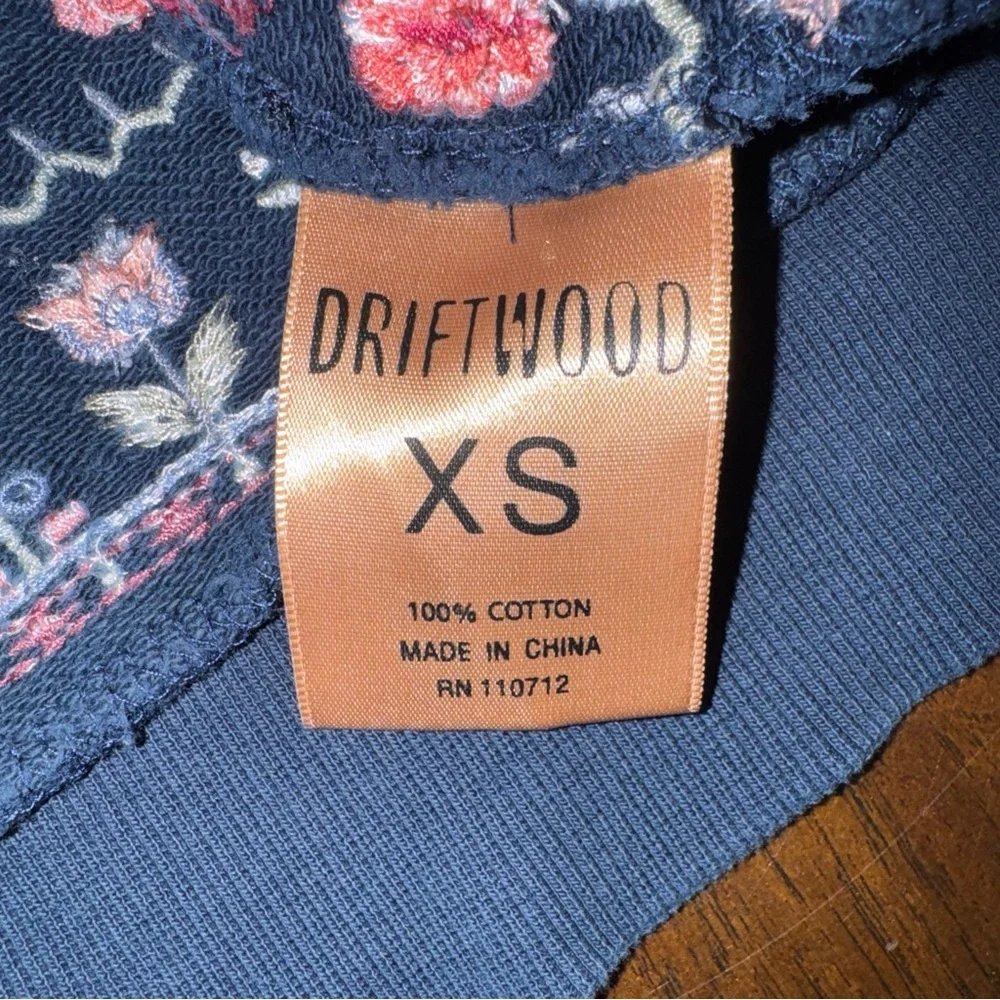 DRIFTWOOD
XS
100% COTTON
MADE IN CHINA
RN 110712